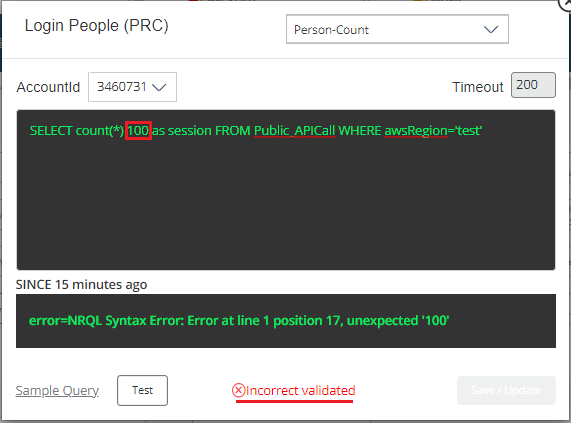 Login People (PRC)
Person-Count
AccountId 3460731 Timeout 200
SELECT count(*) 100 as session FROM Public_APICall WHERE awsRegion='test'
SINCE 15 minutes ago
error=NRQL Syntax Error: Error at line 1 position 17, unexpected '100'
Sample Query Test Incorrect validated Save / Update